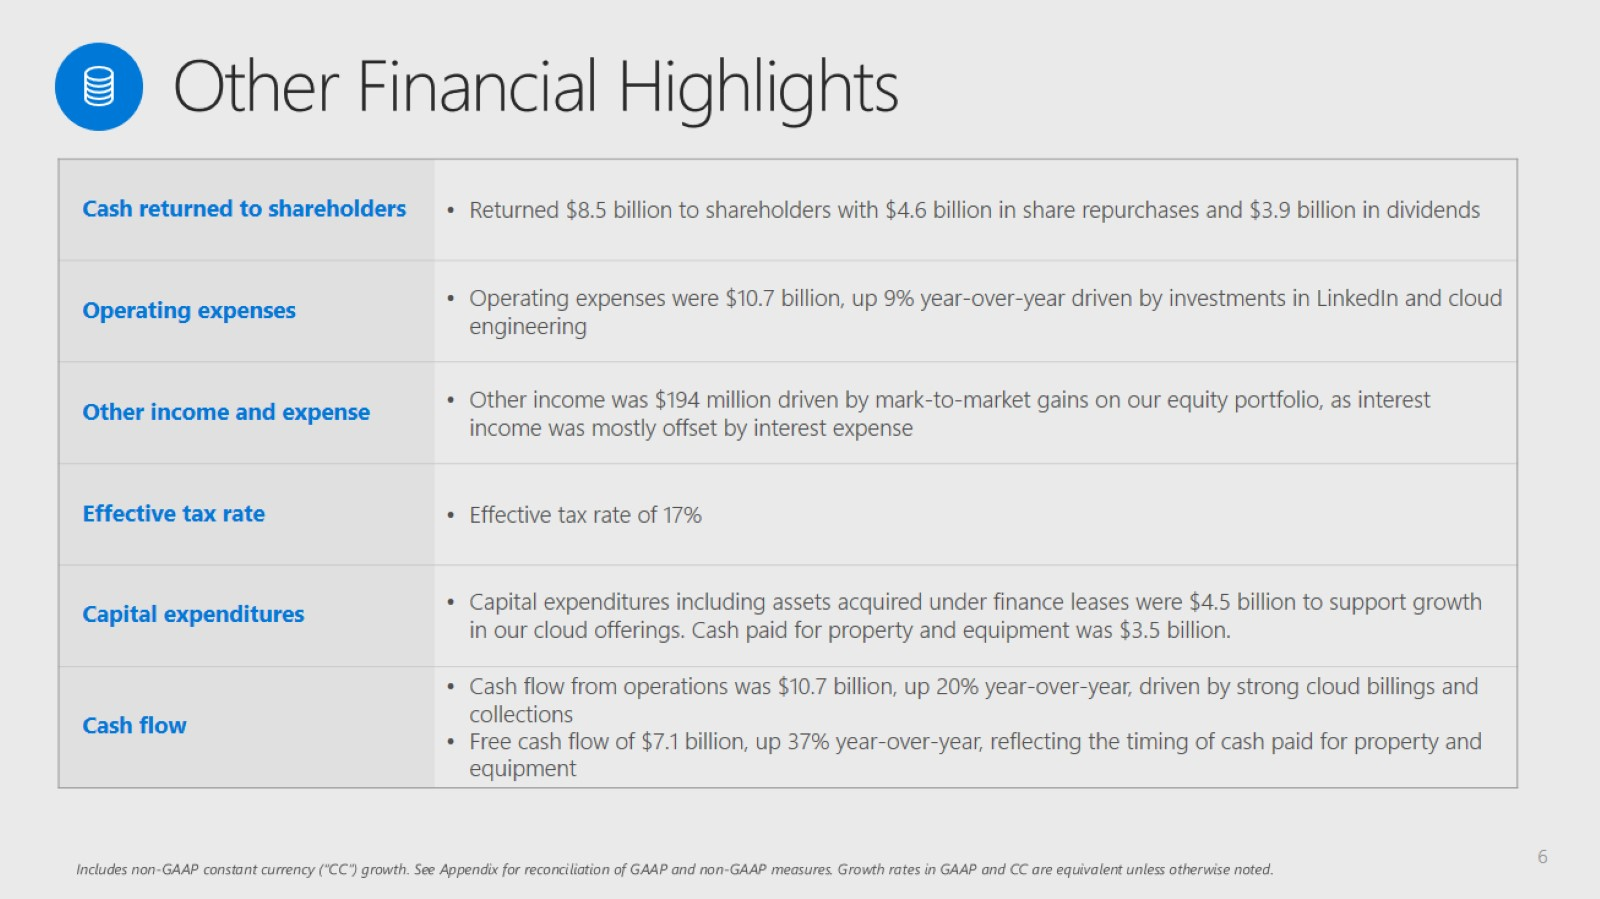 Other Financial Highlights
Cash returned to shareholders
• Returned $8.5 billion to shareholders with $4.6 billion in share repurchases and $3.9 billion in dividends
Operating expenses
• Operating expenses were $10.7 billion, up 9% year-over-year driven by investments in LinkedIn and cloud
engineering
Other income and expense
• Other income was $194 million driven by mark-to-market gains on our equity portfolio, as interest
income was mostly offset by interest expense
Effective tax rate
• Effective tax rate of 17%
Capital expenditures
• Capital expenditures including assets acquired under finance leases were $4.5 billion to support growth
in our cloud offerings. Cash paid for property and equipment was $3.5 billion.
Cash flow
• Cash flow from operations was $10.7 billion, up 20% year-over-year, driven by strong cloud billings and
collections
• Free cash flow of $7.1 billion, up 37% year-over-year, reflecting the timing of cash paid for property and
equipment
Includes non-GAAP constant currency ("CC") growth. See Appendix for reconciliation of GAAP and non-GAAP measures. Growth rates in GAAP and CC are equivalent unless otherwise noted.
6